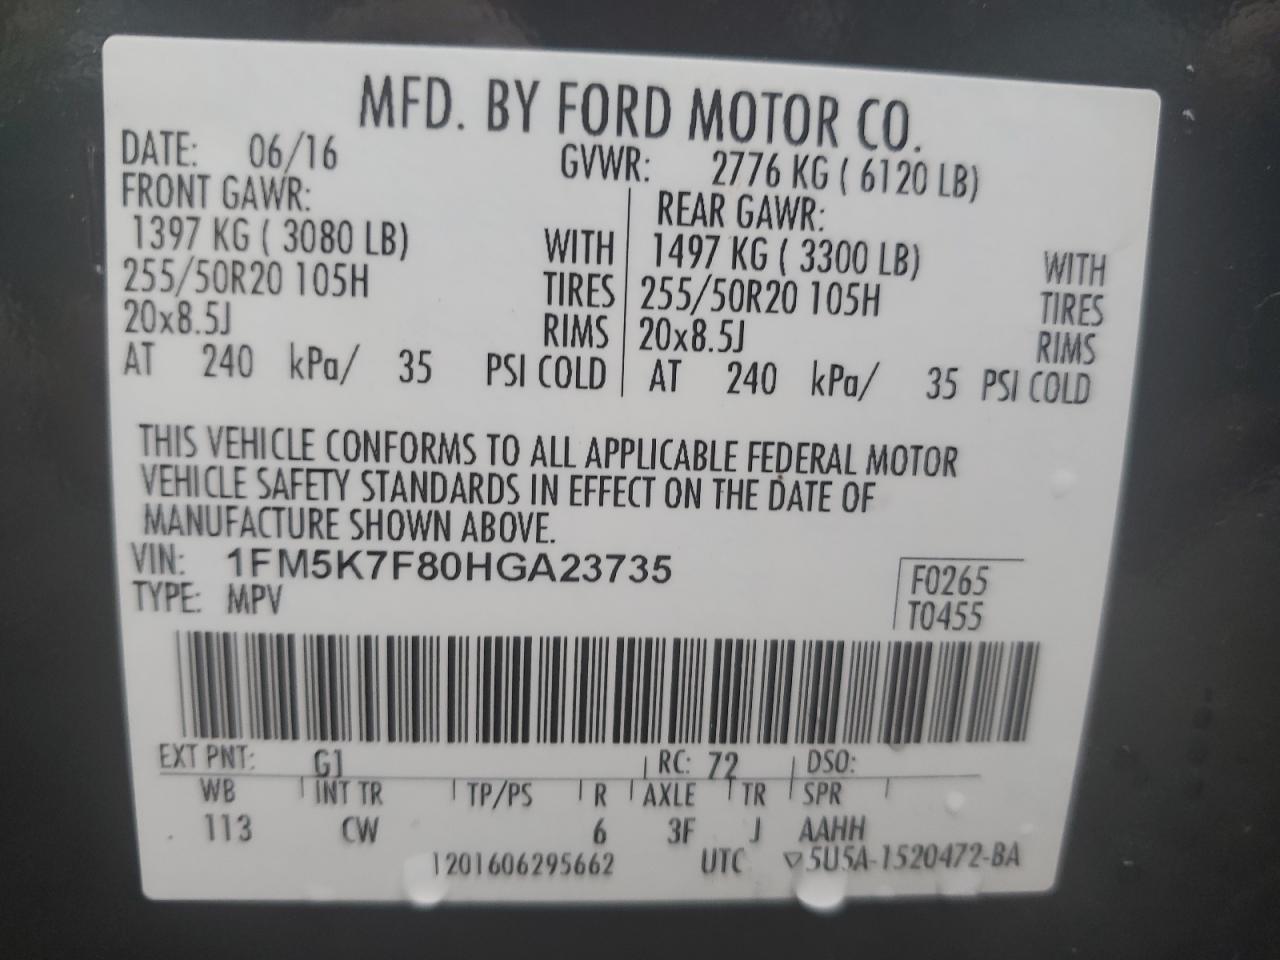 MFD. BY FORD MOTOR CO.
DATE: 06/16 GVWR: 2776 KG ( 6120 LB)
FRONT GAWR: REAR GAWR:
1397 KG ( 3080 LB) WITH 1497 KG ( 3300 LB) WITH
255/50R20 105H TIRES 255/50R20 105H TIRES
20x8.5J RIMS 20x8.5J RIMS
AT 240 kPa/ 35 PSI COLD AT 240 kPa/ 35 PSI COLD
THIS VEHICLE CONFORMS TO ALL APPLICABLE FEDERAL MOTOR
VEHICLE SAFETY STANDARDS IN EFFECT ON THE DATE OF
MANUFACTURE SHOWN ABOVE.
VIN: 1FM5K7F80HGA23735
F0265
TYPE: MPV
T0455
EXT PNT: G1 RC: 72 DSO:
WB INT TR TP/PS R AXLE TR SPR
113 CW 6 3F J AAHH
1201606295662 UTC ▽5U5A-1520472-BA